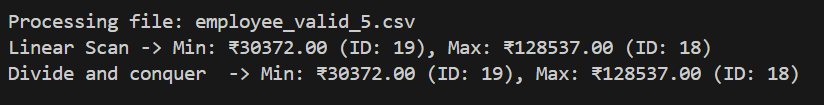 Processing file: employee_valid_5.csv
Linear Scan -> Min: ₹30372.00 (ID: 19), Max: ₹128537.00 (ID: 18)
Divide and conquer  -> Min: ₹30372.00 (ID: 19), Max: ₹128537.00 (ID: 18)